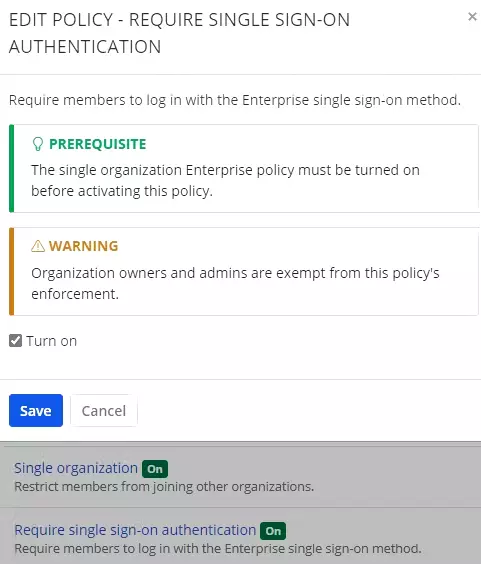 EDIT POLICY - REQUIRE SINGLE SIGN-ON
AUTHENTICATION
×
Require members to log in with the Enterprise single sign-on method.
PREREQUISITE
The single organization Enterprise policy must be turned on
before activating this policy.
WARNING
Organization owners and admins are exempt from this policy's
enforcement.
Turn on
Save Cancel
Single organization On
Restrict members from joining other organizations.
Require single sign-on authentication On
Require members to log in with the Enterprise single sign-on method.